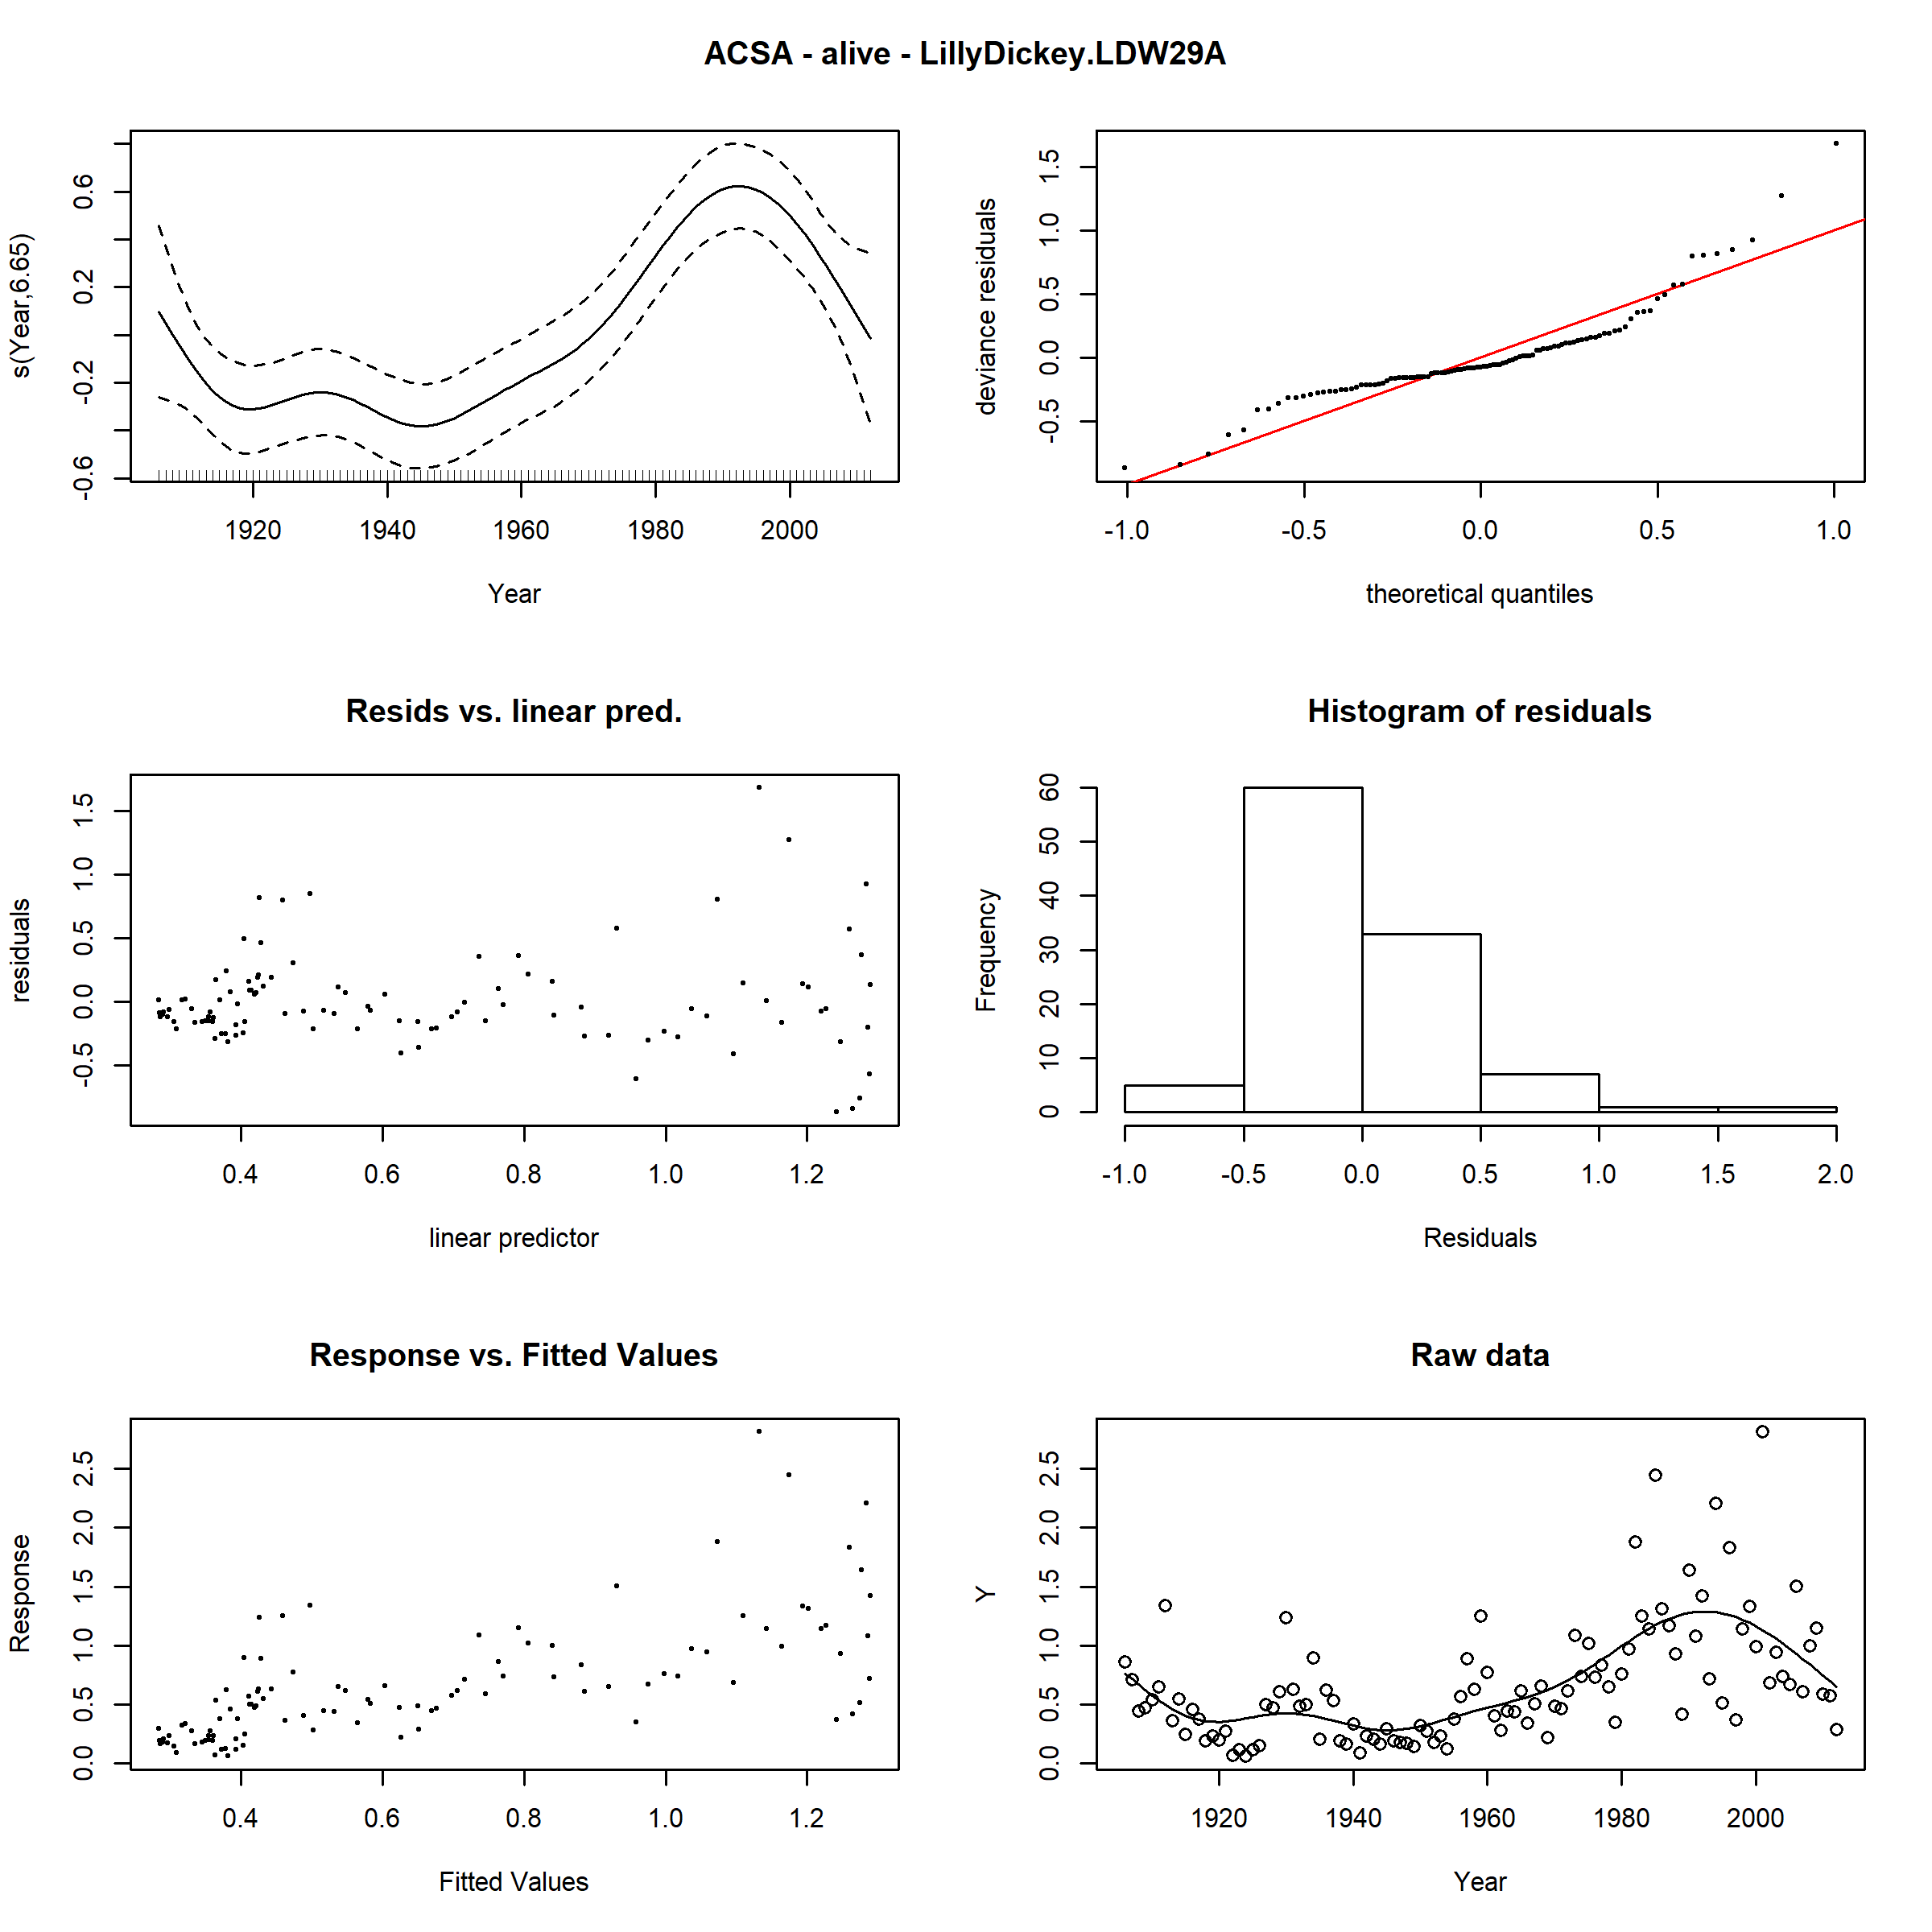 ACSA - alive - LillyDickey.LDW29A
s(Year,6.65)
-0.6 -0.2 0.2 0.6
1920 1940 1960 1980 2000
Year
deviance residuals
-0.5 0.0 0.5 1.0 1.5
-1.0 -0.5 0.0 0.5 1.0
theoretical quantiles
Resids vs. linear pred.
residuals
-0.5 0.0 0.5 1.0 1.5
0.4 0.6 0.8 1.0 1.2
linear predictor
Histogram of residuals
Frequency
0 10 20 30 40 50 60
-1.0 -0.5 0.0 0.5 1.0 1.5 2.0
Residuals
Response vs. Fitted Values
Response
0.0 0.5 1.0 1.5 2.0 2.5
0.4 0.6 0.8 1.0 1.2
Fitted Values
Raw data
Y
0.0 0.5 1.0 1.5 2.0 2.5
1920 1940 1960 1980 2000
Year